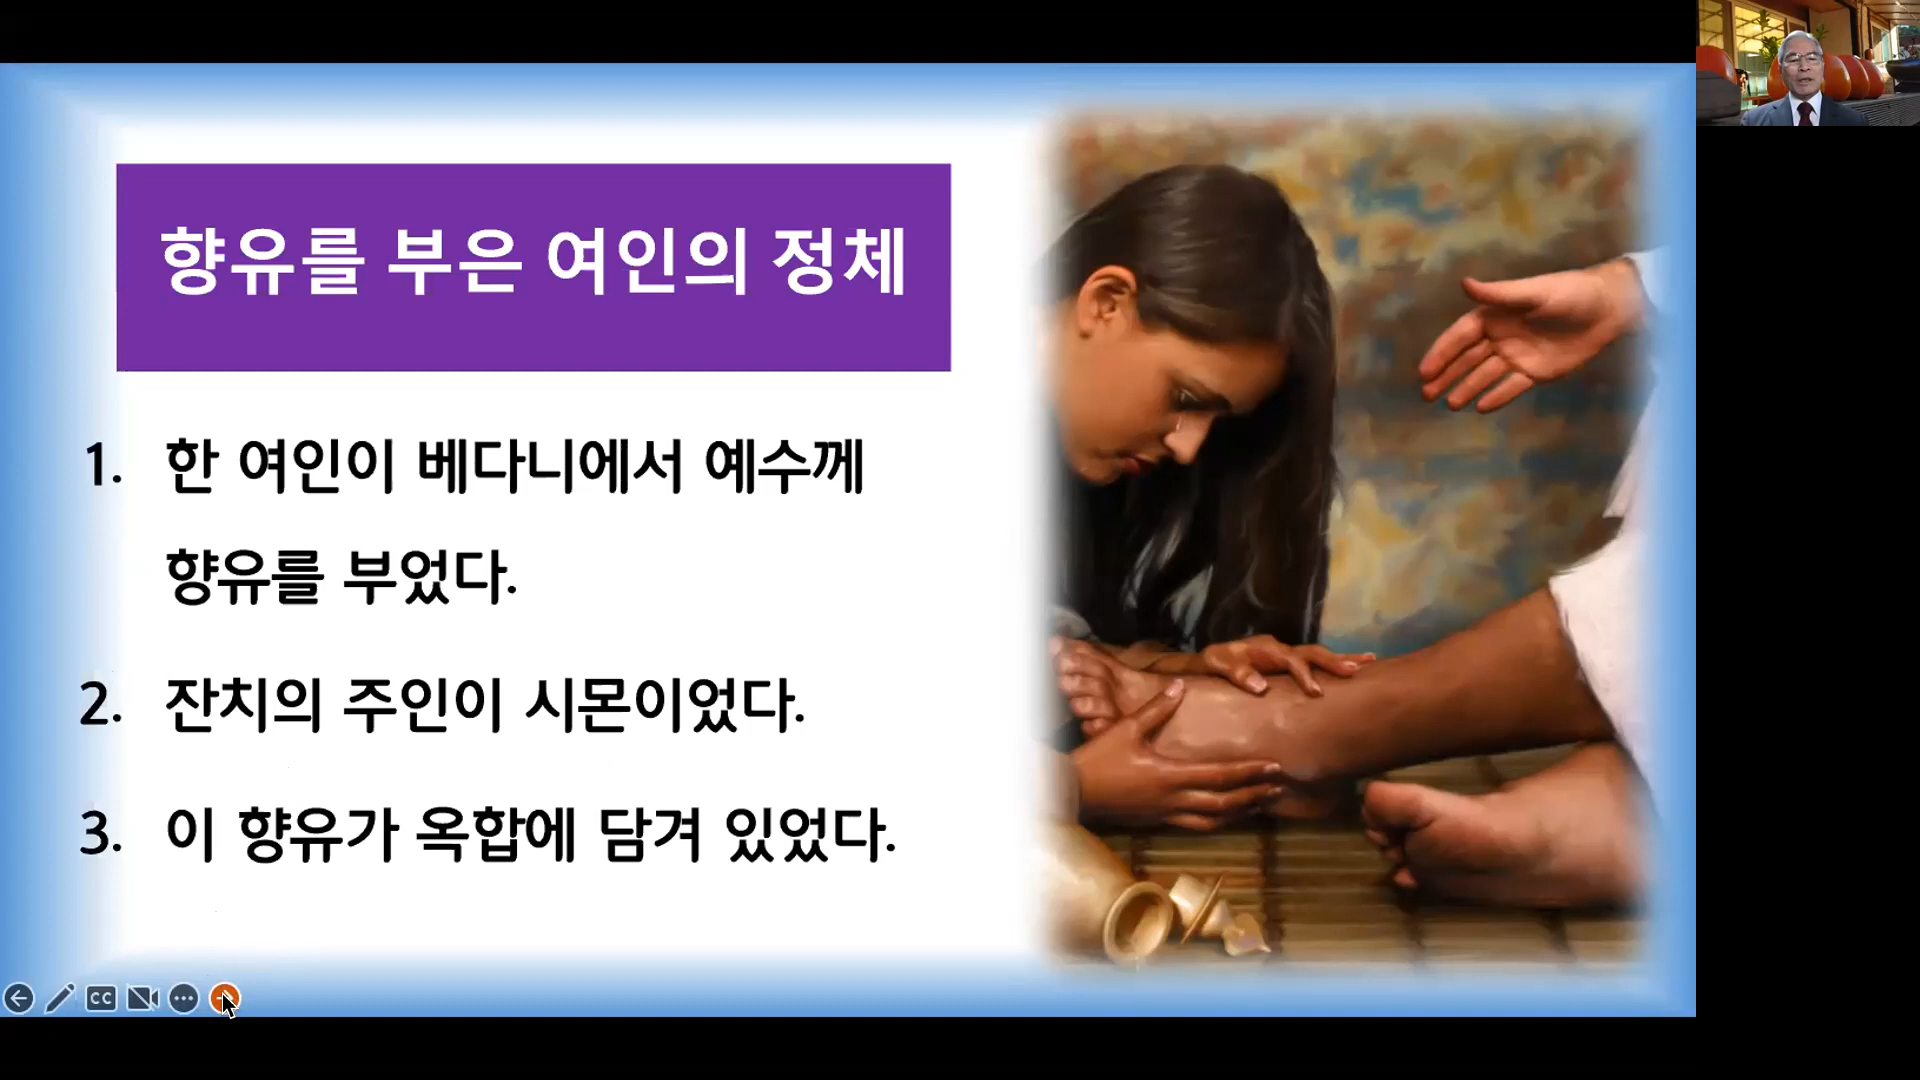 향유를 부은 여인의 정체
1. 한 여인이 베다니에서 예수께
향유를 부었다.
2. 잔치의 주인이 시몬이었다.
3. 이 향유가 옥합에 담겨 있었다.
CC